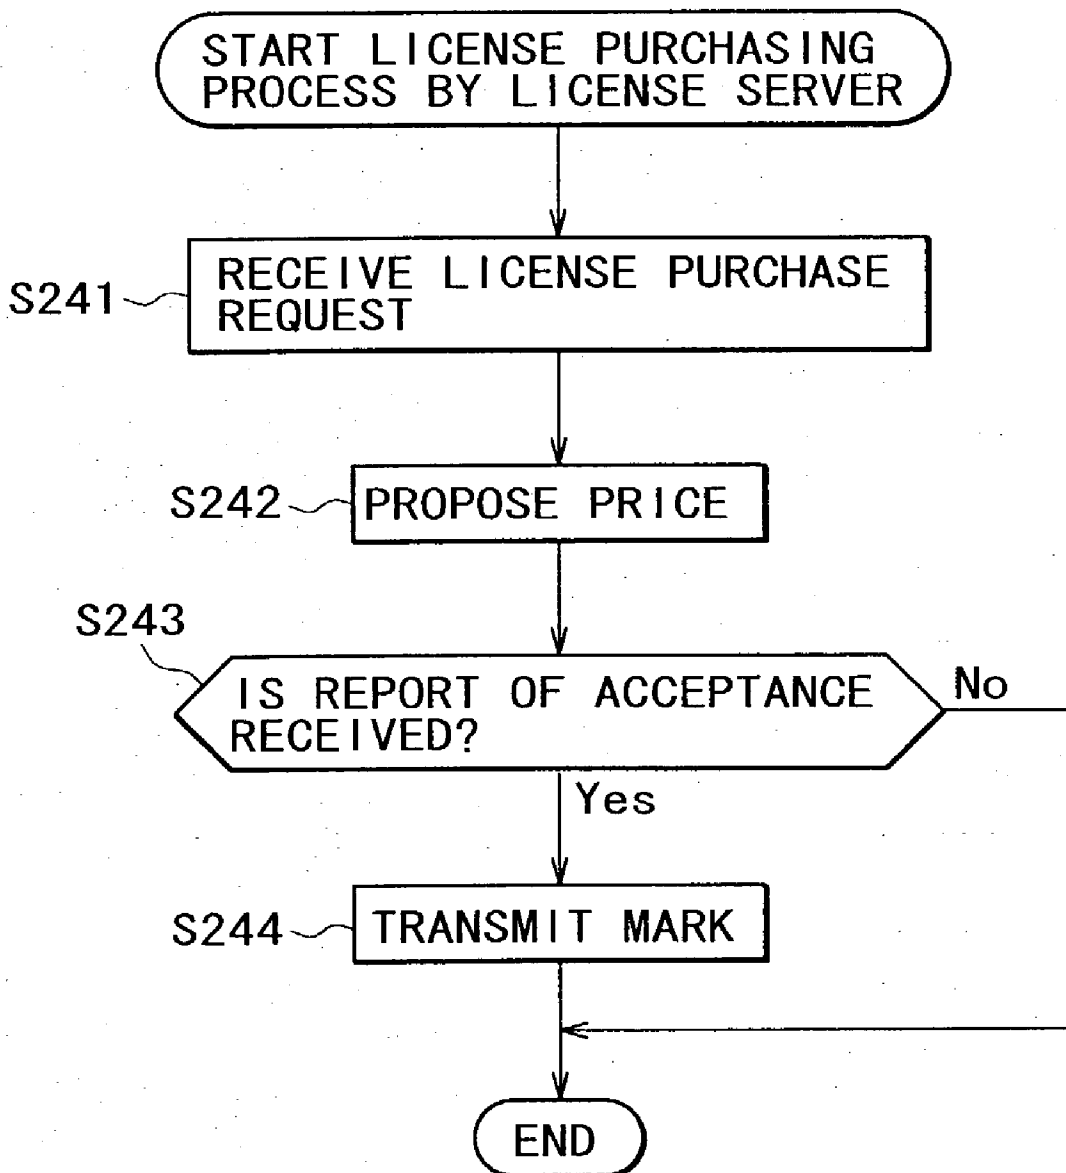 START LICENSE PURCHASING
PROCESS BY LICENSE SERVER
S241
RECEIVE LICENSE PURCHASE
REQUEST
S242
PROPOSE PRICE
S243
IS REPORT OF ACCEPTANCE
RECEIVED?
No
Yes
S244
TRANSMIT MARK
END